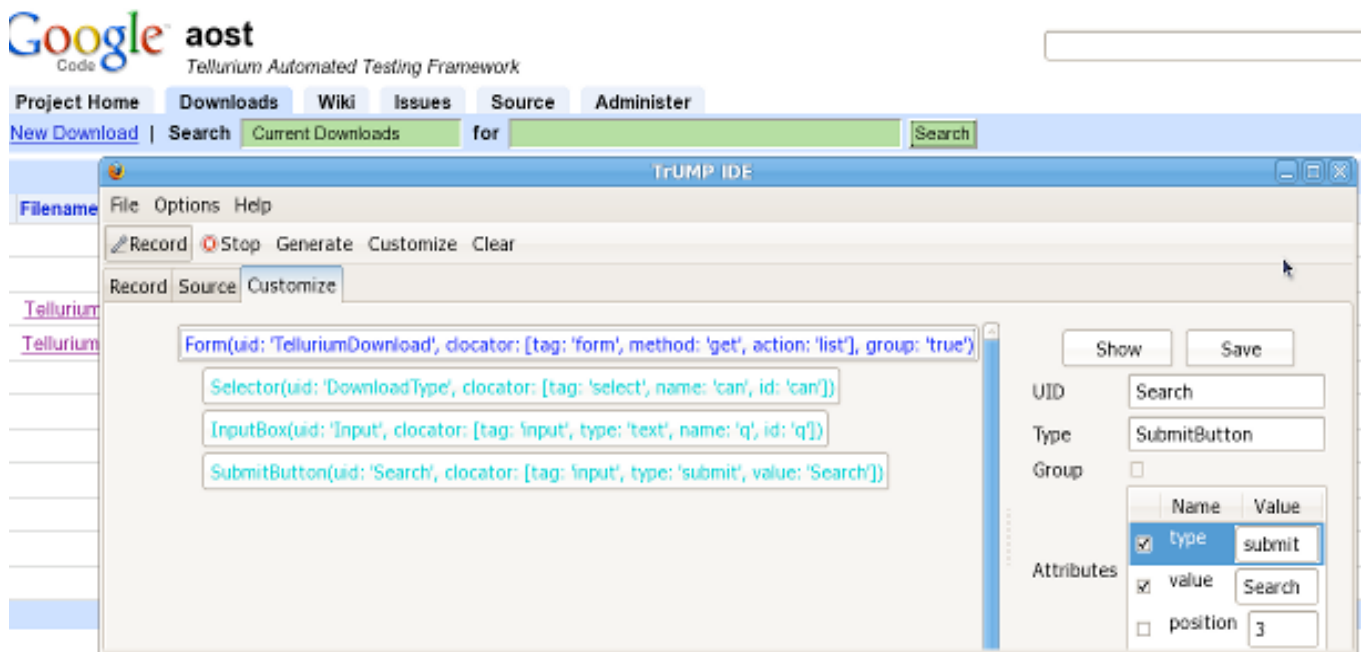 Google aost
Code Tellurium Automated Testing Framework
Project Home Downloads Wiki Issues Source Administer
New Download | Search Current Downloads for Search
TrUMP IDE
Filename File Options Help
Record Stop Generate Customize Clear
Record Source Customize
Tellurium
Tellurium
Form(uid: 'TelluriumDownload', clocator: [tag: 'form', method: 'get', action: 'list'], group: 'true')
Selector(uid: 'DownloadType', clocator: [tag: 'select', name: 'can', id: 'can'])
InputBox(uid: 'Input', clocator: [tag: 'input', type: 'text', name: 'q', id: 'q'])
SubmitButton(uid: 'Search', clocator: [tag: 'input', type: 'submit', value: 'Search'])
Show Save
UID Search
Type SubmitButton
Group
Name Value
type submit
Attributes
value Search
position 3